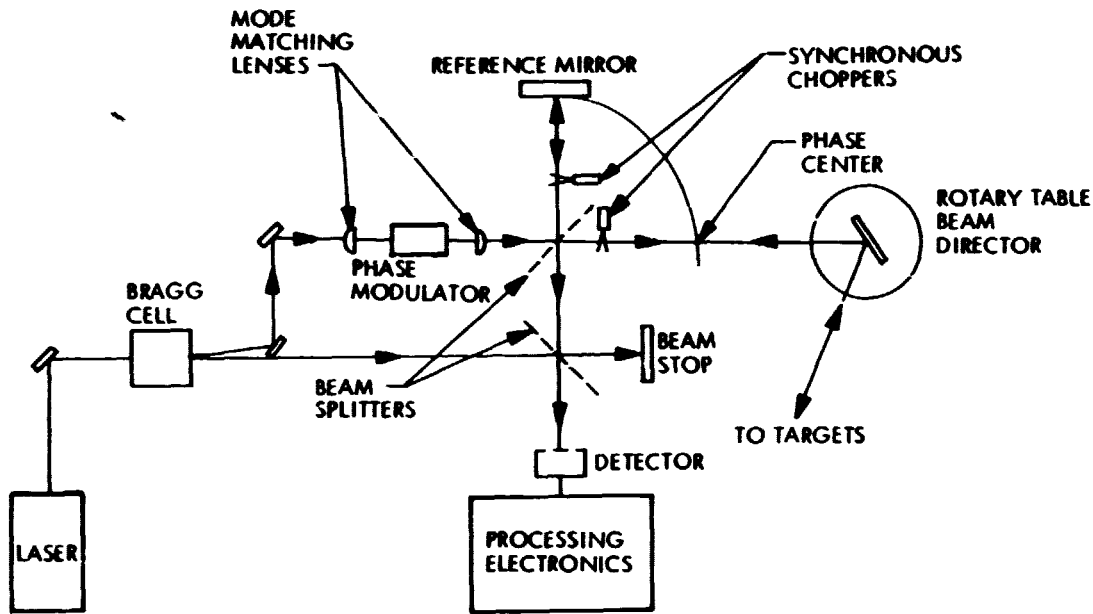 MODE
MATCHING
LENSES
REFERENCE MIRROR
SYNCHRONOUS
CHOPPERS
PHASE
CENTER
ROTARY TABLE
BEAM
DIRECTOR
PHASE
MODULATOR
BRAGG
CELL
BEAM
STOP
BEAM
SPLITTERS
TO TARGETS
DETECTOR
LASER
PROCESSING
ELECTRONICS